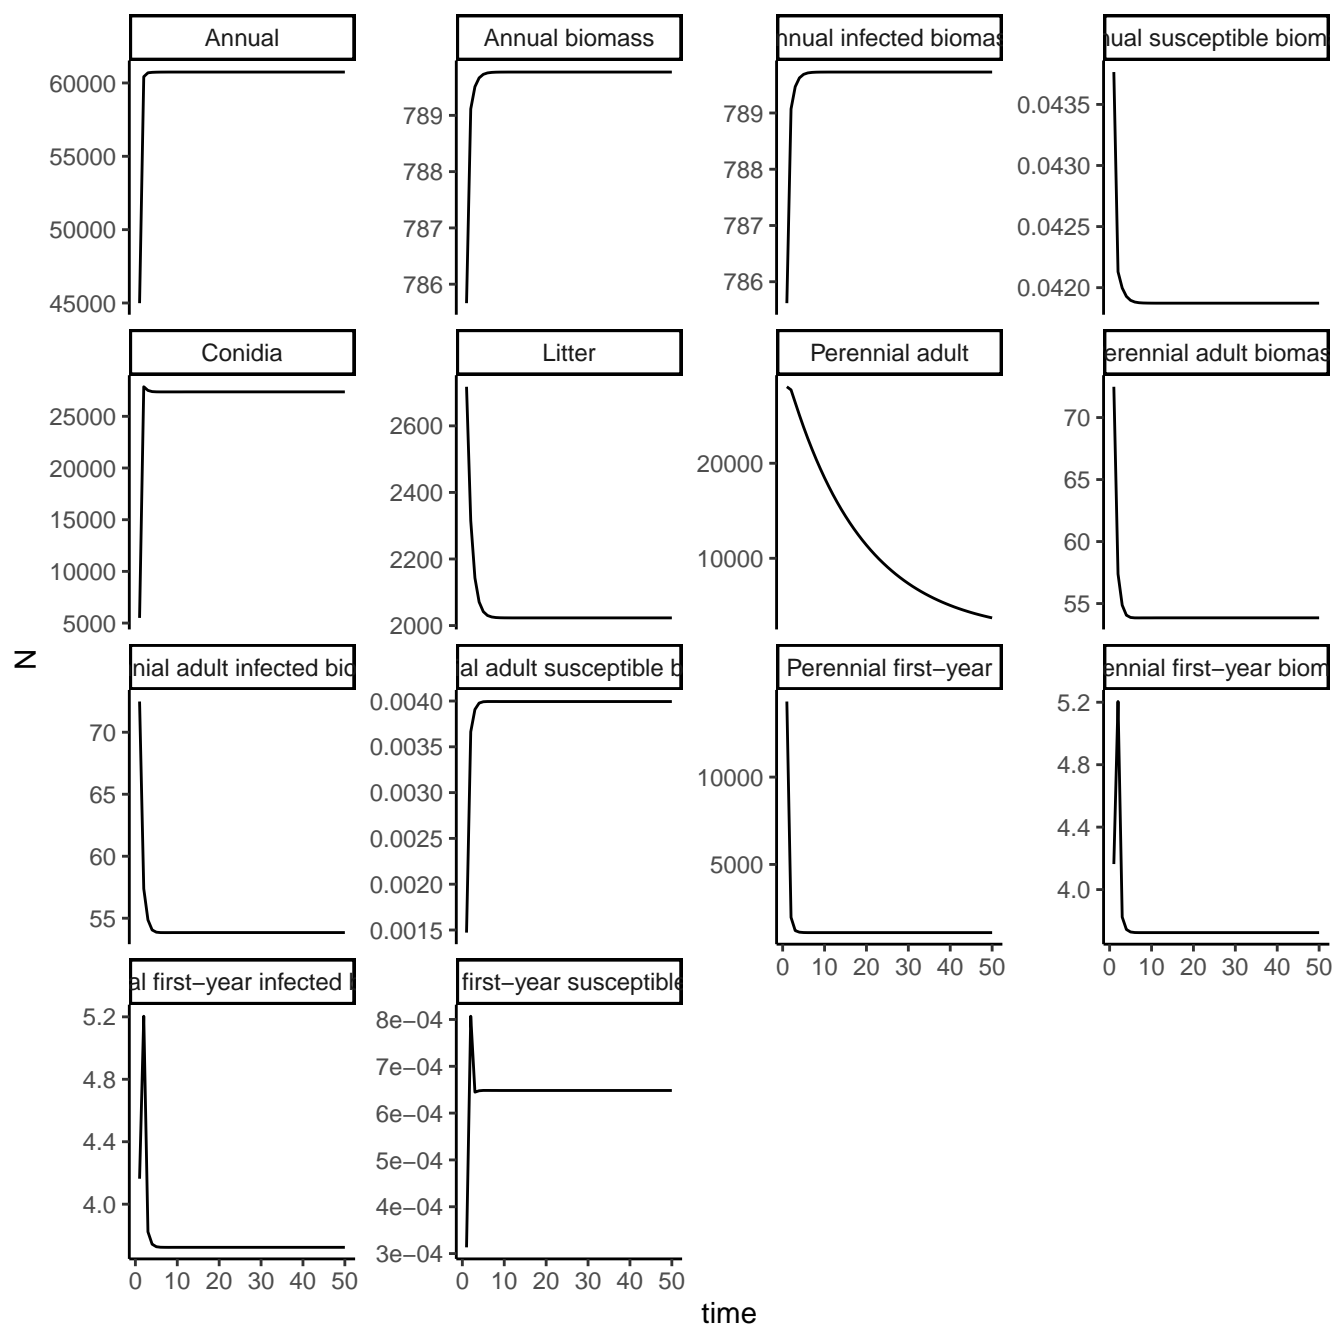 Annual
Annual biomass
nnual infected biomas
nual susceptible biom
60000
55000
50000
45000
789
788
787
786
789
788
787
786
0.0435
0.0430
0.0425
0.0420
Conidia
Litter
Perennial adult
erennial adult biomas
25000
20000
15000
10000
5000
2600
2400
2200
2000
20000
10000
70
65
60
55
N
nial adult infected bio
al adult susceptible b
Perennial first−year
ennial first−year biom
70
65
60
55
0.0040
0.0035
0.0030
0.0025
0.0020
0.0015
10000
5000
5.2
4.8
4.4
4.0
0 10 20 30 40 50
0 10 20 30 40 50
al first−year infected b
first−year susceptible
5.2
4.8
4.4
4.0
8e−04
7e−04
6e−04
5e−04
4e−04
3e−04
0 10 20 30 40 50
0 10 20 30 40 50
time